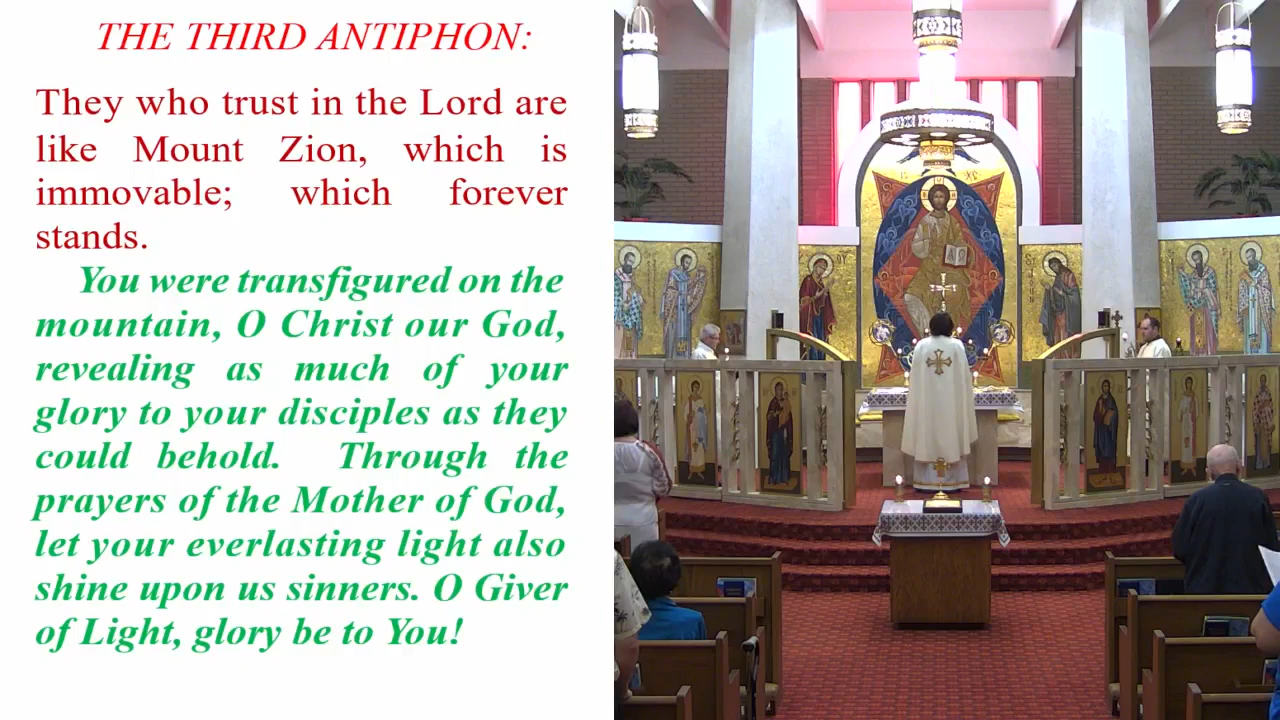 THE THIRD ANTIPHON:
They who trust in the Lord are
like Mount Zion, which is
immovable; which forever
stands.
You were transfigured on the
mountain, O Christ our God,
revealing as much of your
glory to your disciples as they
could behold. Through the
prayers of the Mother of God,
let your everlasting light also
shine upon us sinners. O Giver
of Light, glory be to You!